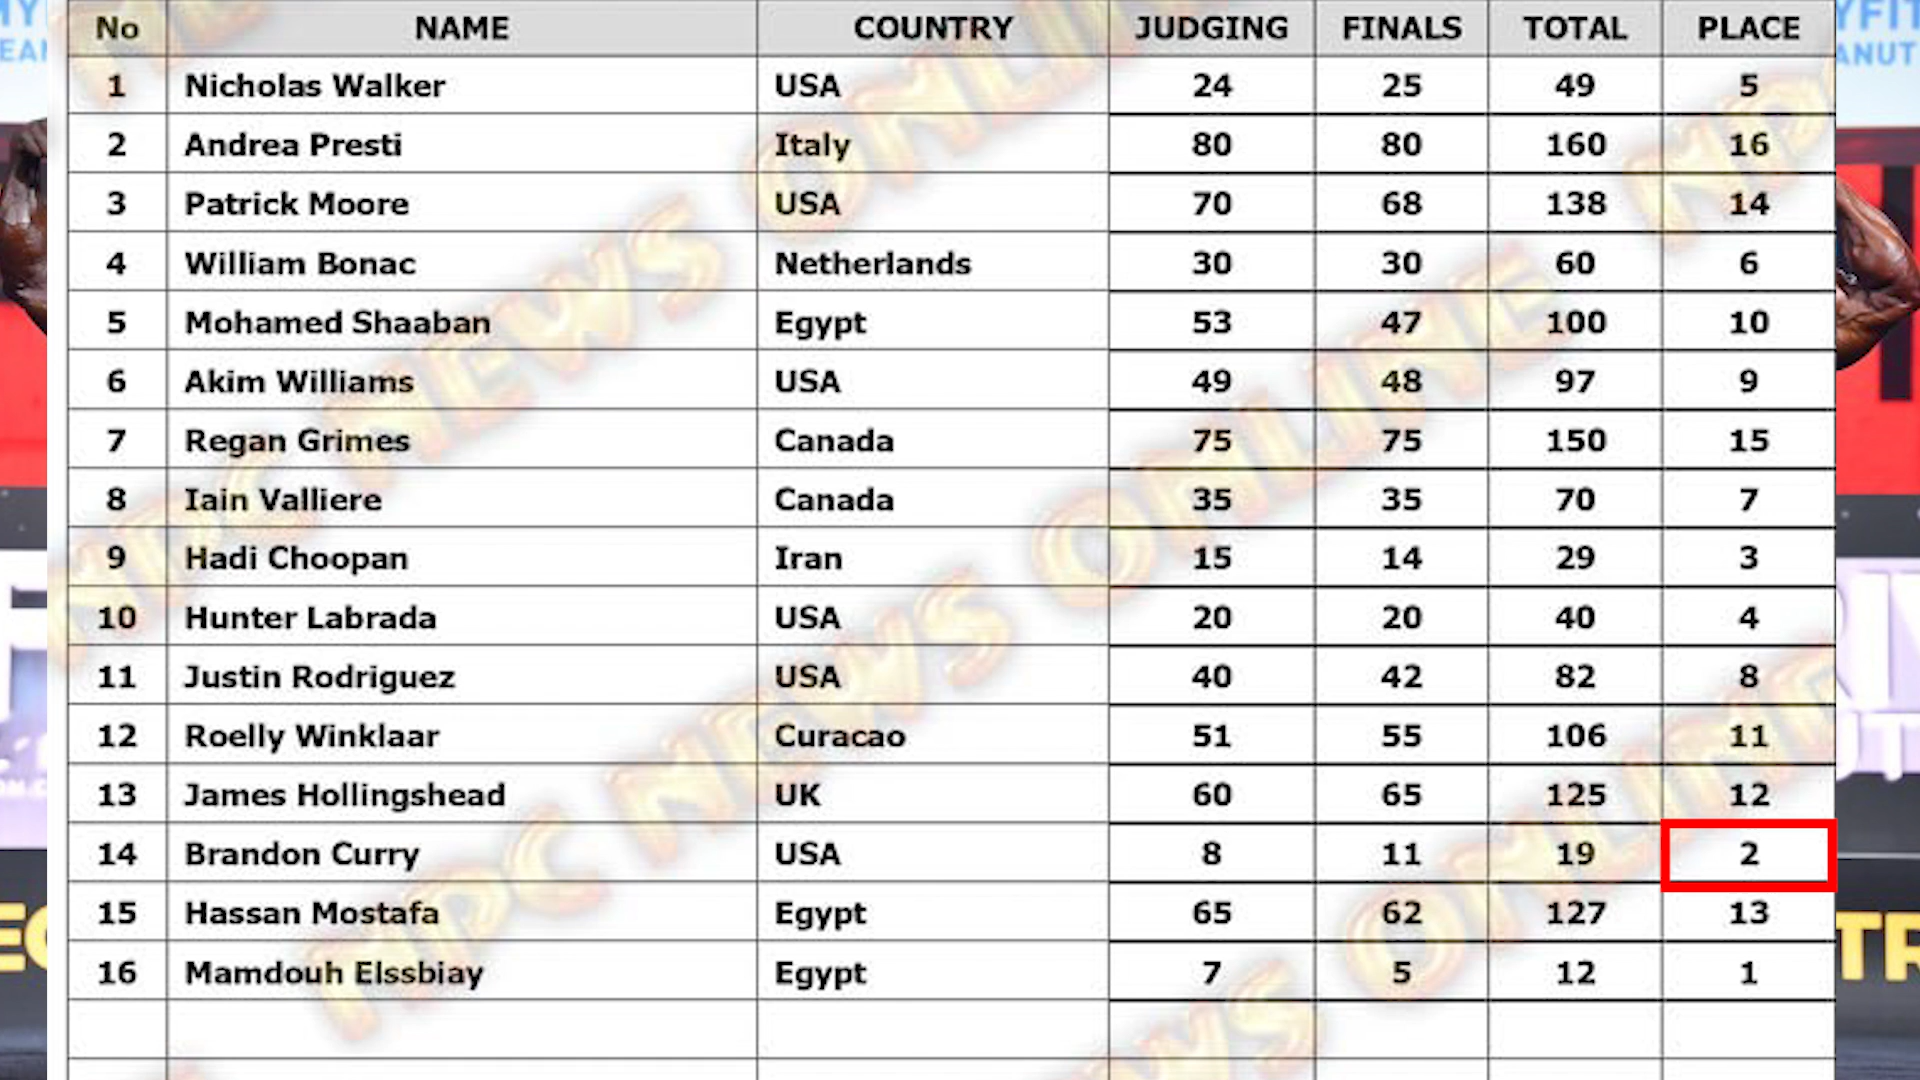 No NAME COUNTRY JUDGING FINALS TOTAL PLACE
1 Nicholas Walker USA 24 25 49 5
2 Andrea Presti Italy 80 80 160 16
3 Patrick Moore USA 70 68 138 14
4 William Bonac Netherlands 30 30 60 6
5 Mohamed Shaaban Egypt 53 47 100 10
6 Akim Williams USA 49 48 97 9
7 Regan Grimes Canada 75 75 150 15
8 Iain Valliere Canada 35 35 70 7
9 Hadi Choopan Iran 15 14 29 3
10 Hunter Labrada USA 20 20 40 4
11 Justin Rodriguez USA 40 42 82 8
12 Roelly Winklaar Curacao 51 55 106 11
13 James Hollingshead UK 60 65 125 12
14 Brandon Curry USA 8 11 19 2
15 Hassan Mostafa Egypt 65 62 127 13
16 Mamdouh Elssbiay Egypt 7 5 12 1
NPC NEWS ONLINE
NPC NEWS ONLINE